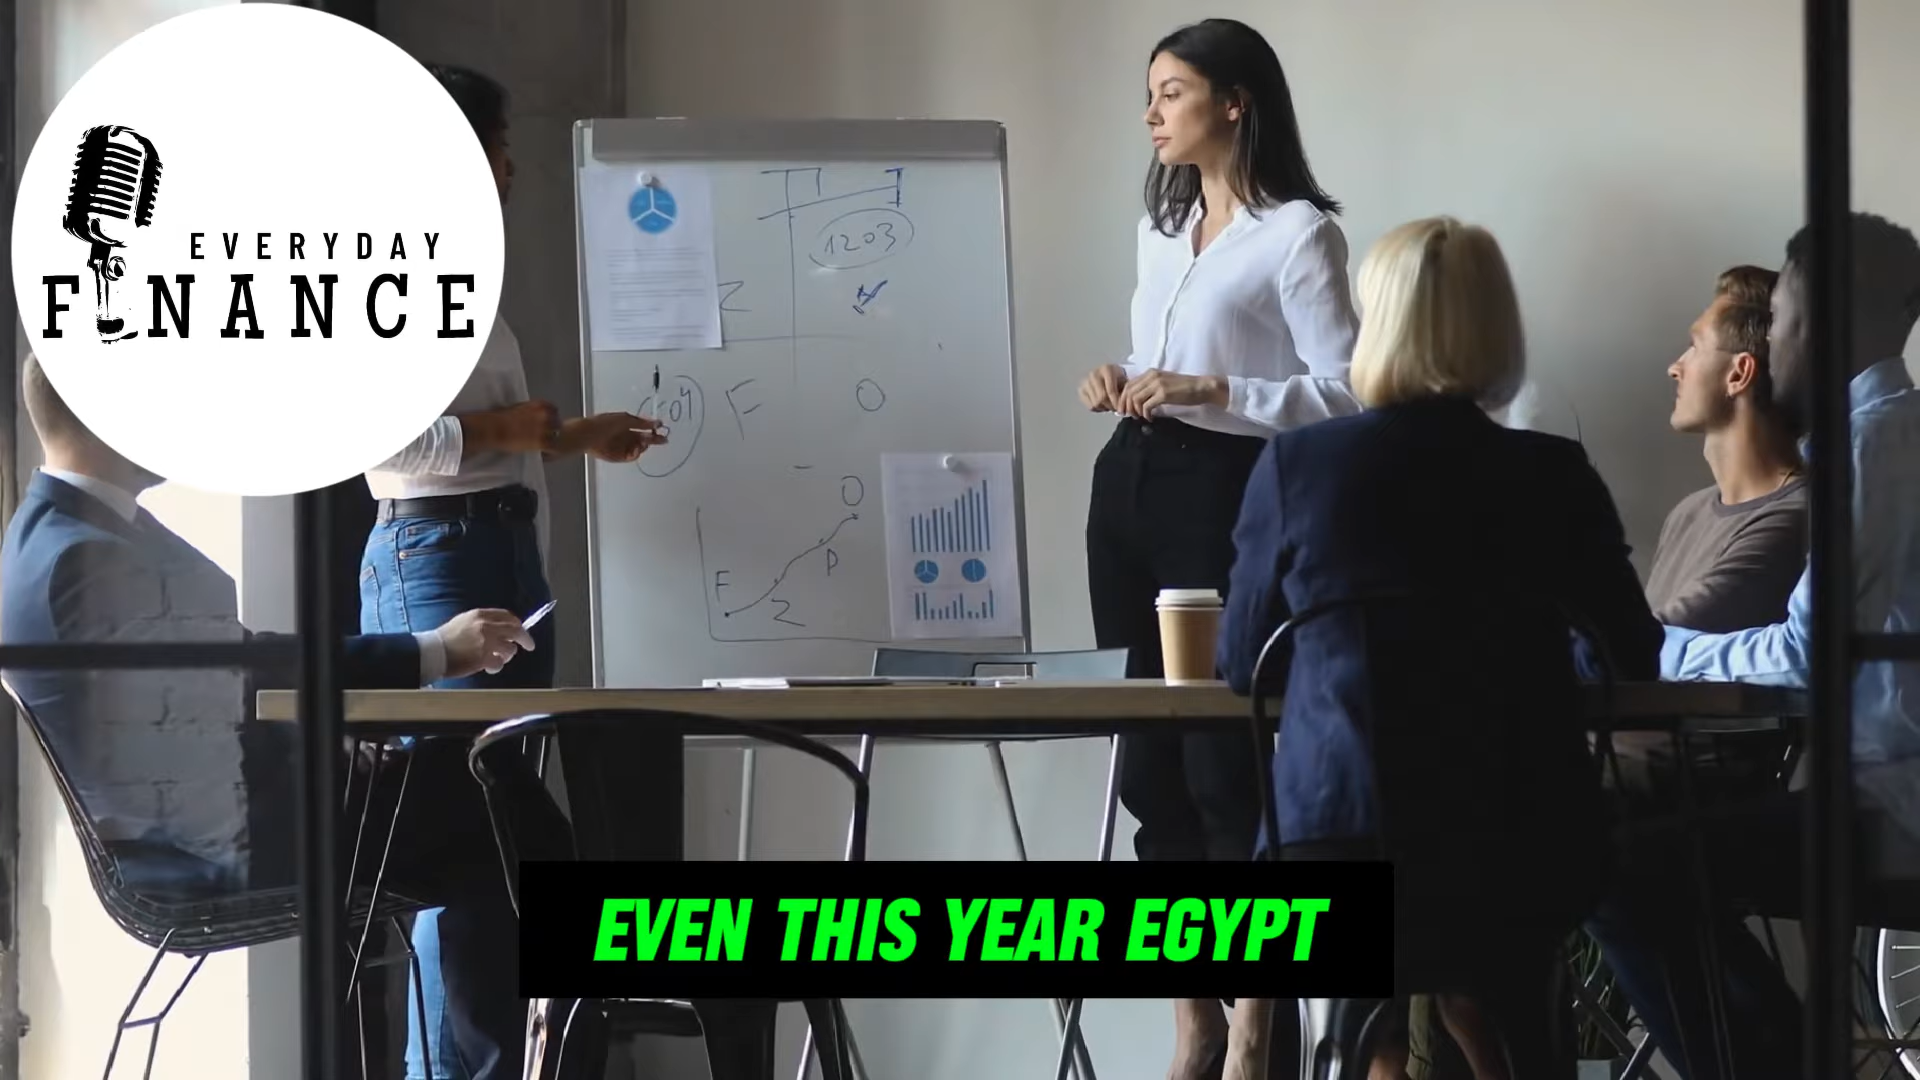 EVERYDAY
FINANCE
1203
F
O
O
F
P
Z
EVEN THIS YEAR EGYPT